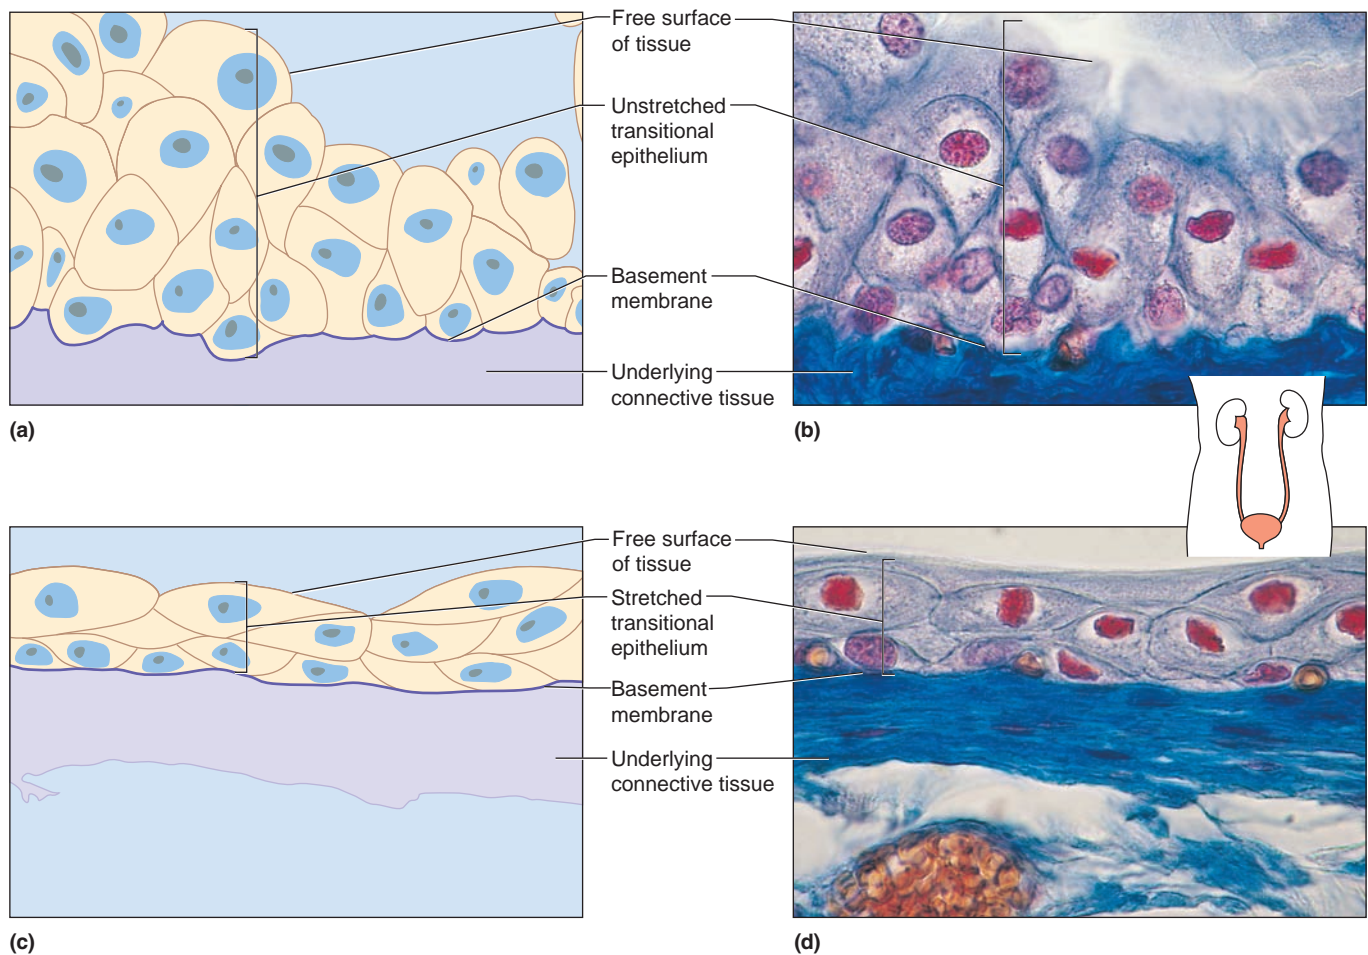 Free surface
of tissue
Unstretched
transitional
epithelium
Basement
membrane
Underlying
connective tissue
(a)
(b)
Free surface
of tissue
Stretched
transitional
epithelium
Basement
membrane
Underlying
connective tissue
(c)
(d)